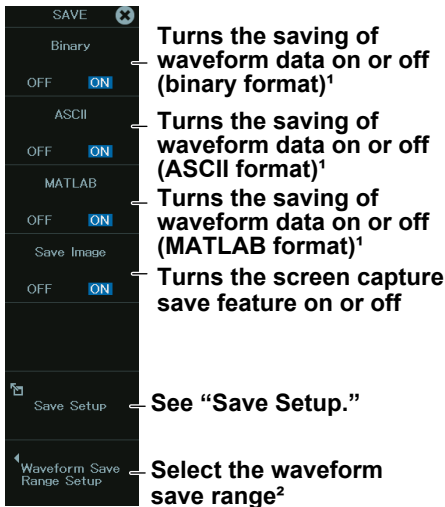 SAVE
Binary
OFF ON
Turns the saving of
waveform data on or off
(binary format)¹
ASCII
OFF ON
Turns the saving of
waveform data on or off
(ASCII format)¹
MATLAB
OFF ON
Turns the saving of
waveform data on or off
(MATLAB format)¹
Save Image
OFF ON
Turns the screen capture
save feature on or off
Save Setup
See “Save Setup.”
Waveform Save
Range Setup
Select the waveform
save range²